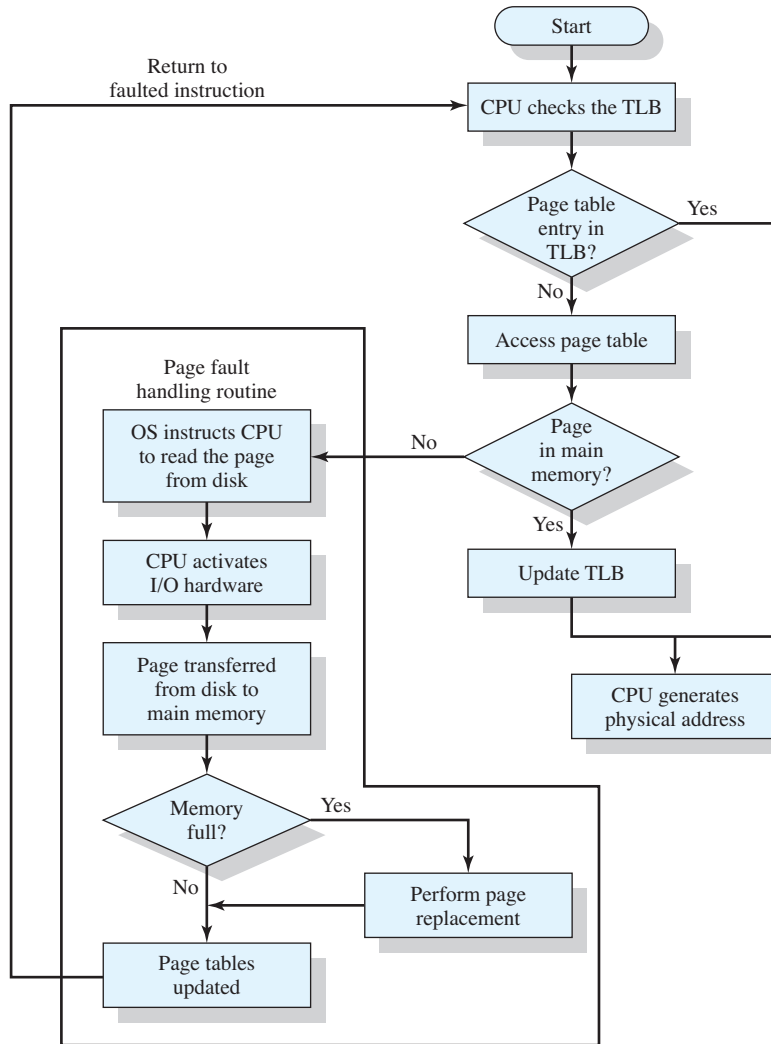 Start
Return to
faulted instruction
CPU checks the TLB
Page table
entry in
TLB?
Yes
No
Access page table
Page fault
handling routine
OS instructs CPU
to read the page
from disk
No
Page
in main
memory?
Yes
CPU activates
I/O hardware
Update TLB
Page transferred
from disk to
main memory
CPU generates
physical address
Memory
full?
Yes
No
Perform page
replacement
Page tables
updated